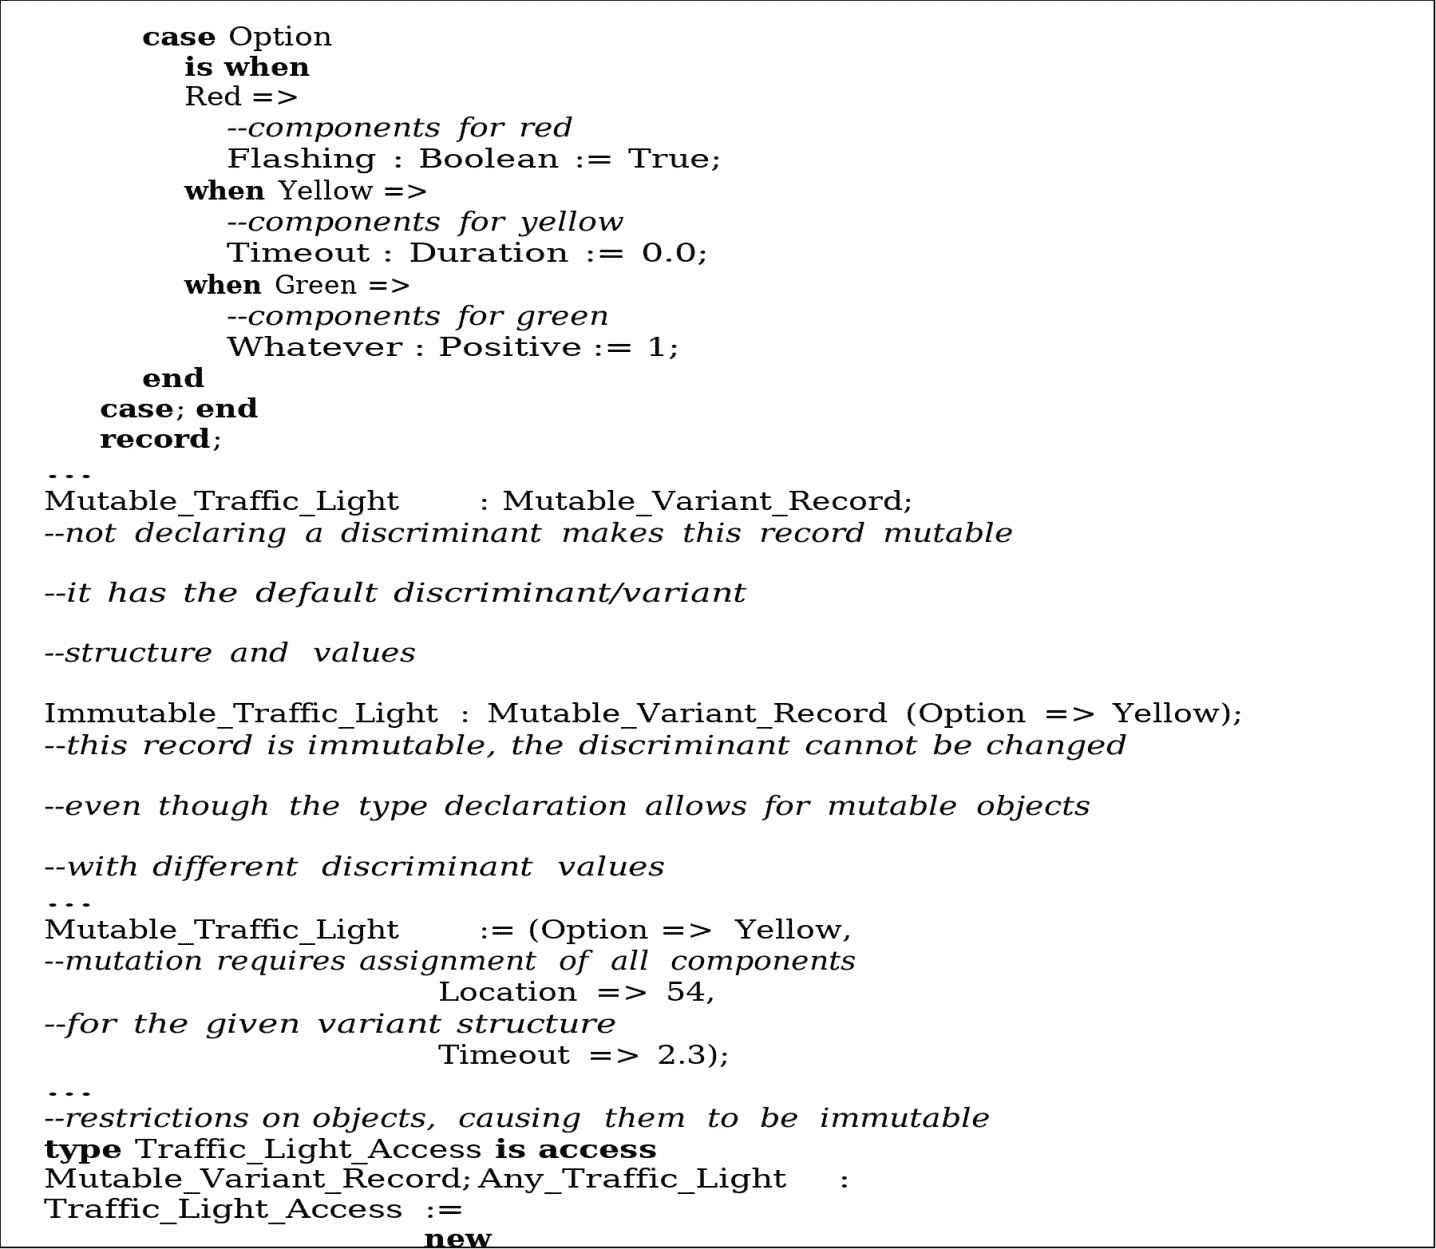 case Option
is when
Red =>
--components for red
Flashing : Boolean := True;
when Yellow =>
--components for yellow
Timeout : Duration := 0.0;
when Green =>
--components for green
Whatever : Positive := 1;
end
case; end
record;
...
Mutable_Traffic_Light : Mutable_Variant_Record;
--not declaring a discriminant makes this record mutable
--it has the default discriminant/variant
--structure and values
Immutable_Traffic_Light : Mutable_Variant_Record (Option => Yellow);
--this record is immutable, the discriminant cannot be changed
--even though the type declaration allows for mutable objects
--with different discriminant values
...
Mutable_Traffic_Light := (Option => Yellow,
--mutation requires assignment of all components
Location => 54,
--for the given variant structure
Timeout => 2.3);
...
--restrictions on objects, causing them to be immutable
type Traffic_Light_Access is access
Mutable_Variant_Record; Any_Traffic_Light :
Traffic_Light_Access :=
new